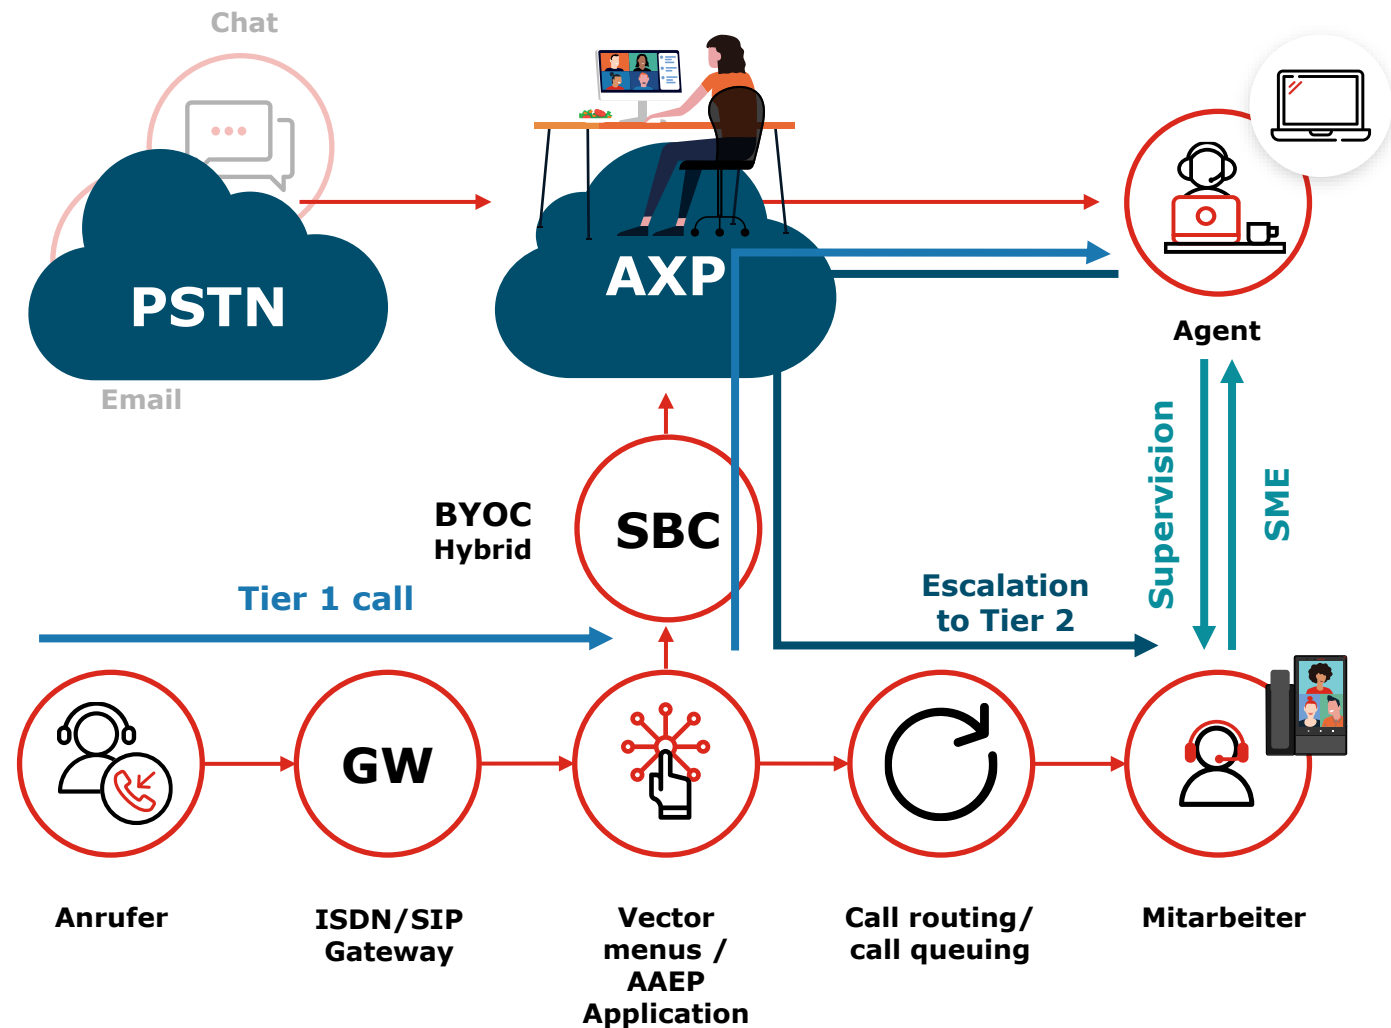 Chat
PSTN
Email
AXP
Agent
BYOC
Hybrid
SBC
Supervision
SME
Tier 1 call
Escalation
to Tier 2
GW
Anrufer
ISDN/SIP
Gateway
Vector
menus /
AAEP
Application
Call routing/
call queuing
Mitarbeiter